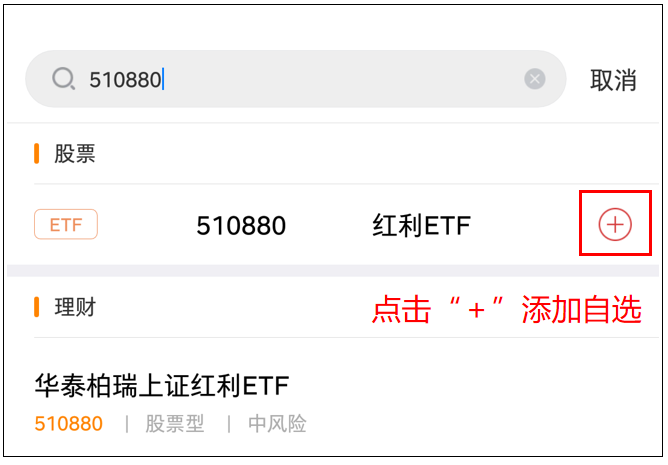 510880 取消
股票
ETF 510880 红利ETF
理财 点击“+”添加自选
华泰柏瑞上证红利ETF
510880 | 股票型 | 中风险